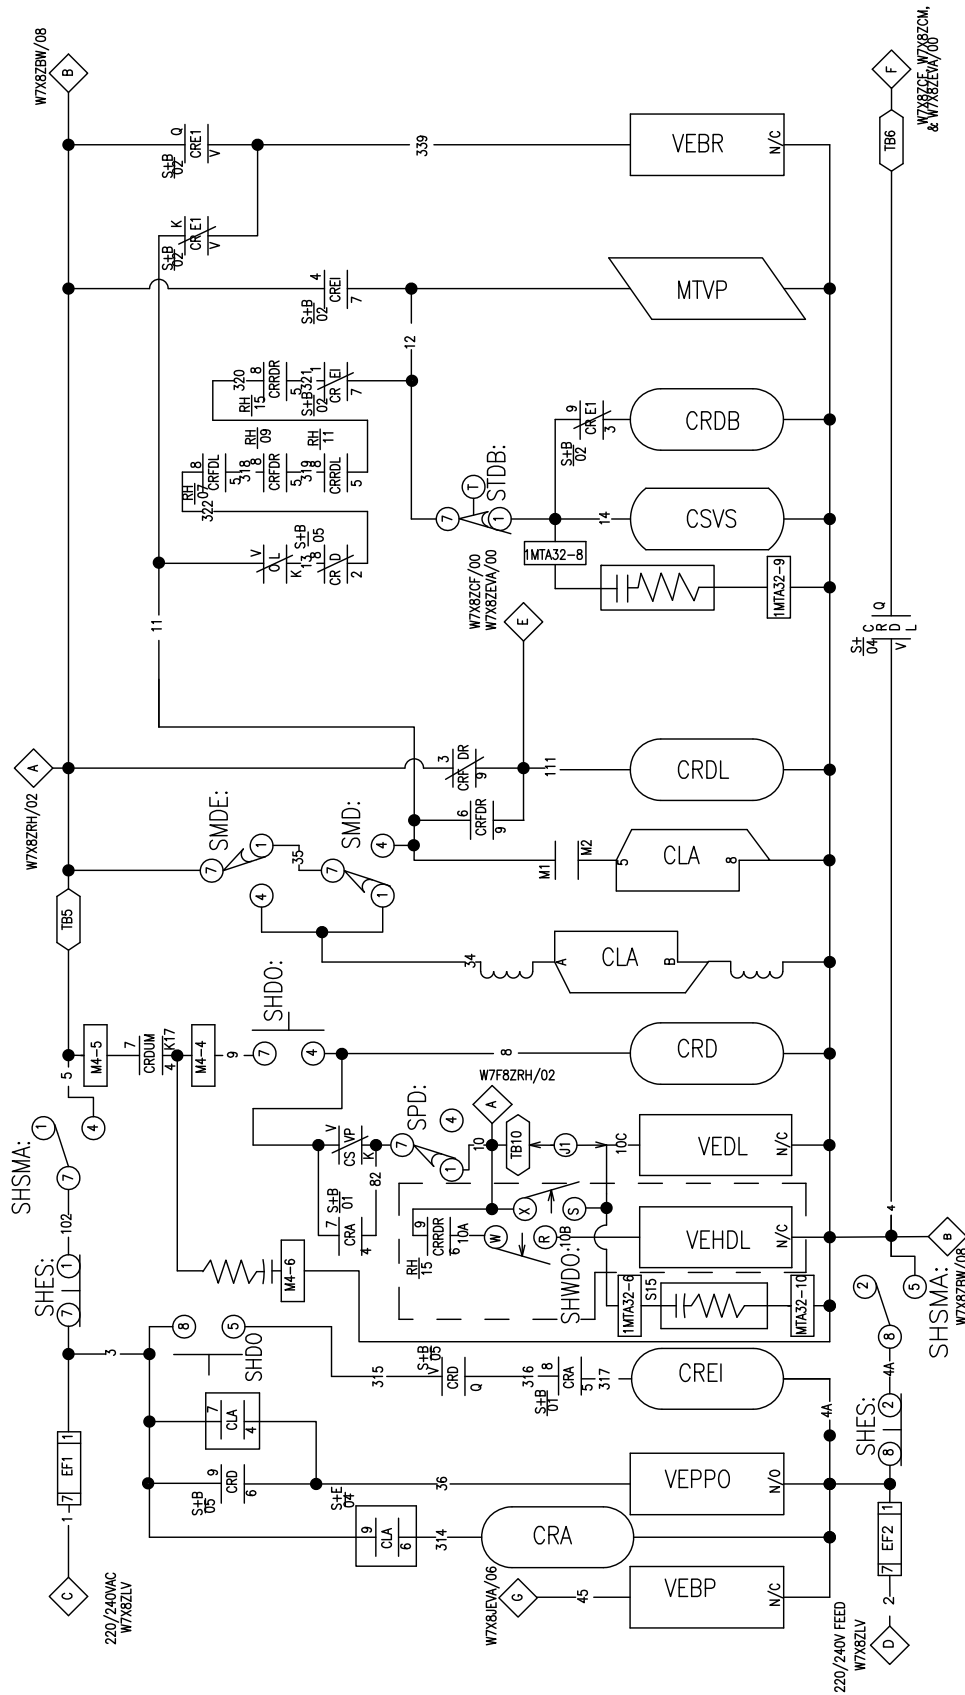 W7X8ZBW/08
B
Q
S+B
02
CRE1
V
339
VEBR
N/C
F
W7X8ZCF, W7X8ZCM,
& W7X8ZEVA/00
TB6
K
S+B
02
CR E1
V
4
S+B
02
CREI
7
MTVP
12
320
8
RH
15
CRRDR
5
321
1
S+B
02
CR EI
7
RH
09
RH
11
8
RH
07
CRFDL
5
318
8
CRFDR
5
319
8
CRRDL
5
322
V
O L
K
13
S+B
05
8
CR D
2
7
T
1
STDB:
9
S+B
02
CR E1
3
CRDB
14
CSVS
1MTA32-8
1MTA32-9
W7X8ZCF/00
W7X8ZEVA/00
E
11
S+
04
C
R
D
L
Q
V
A
W7X8ZRH/02
3
CRF DR
9
111
CRDL
6
CRFDR
9
SMDE:
7
1
4
35
SMD:
4
7
1
M1
M2
5
CLA
8
TB5
34
A
CLA
B
SHDO:
5
M4-5
7
CRDUM
4
K17
M4-4
9
7
4
8
CRD
SHSMA:
1
4
7
W7F8ZRH/02
A
V
CS VP
K
SPD:
7
4
1
10
TB10
J1
10C
VEDL
N/C
S+B
01
7
CRA
4
82
102
RH
15
9
CRRDR
6
10A
W
X
R
S
10B
SHWDO:
VEHDL
N/C
4
B
W7X8ZBW/08
SHES:
7
1
M4-6
1MTA32-6
S15
MTA32-10
2
5
8
SHSMA:
3
8
5
SHDO
315
S+B
05
V
CRD
Q
316
S+B
01
8
CRA
5
317
CREI
4A
4A
SHES:
2
8
7
CLA
4
EF1
1
7
1
S+B
05
9
CRD
6
S+E
04
36
VEPPO
N/O
9
CLA
6
314
CRA
1
EF2
7
2
C
220/240VAC
W7X8ZLV
W7X8JEVA/06
G
45
VEBP
N/C
220/240V FEED
W7X8ZLV
D